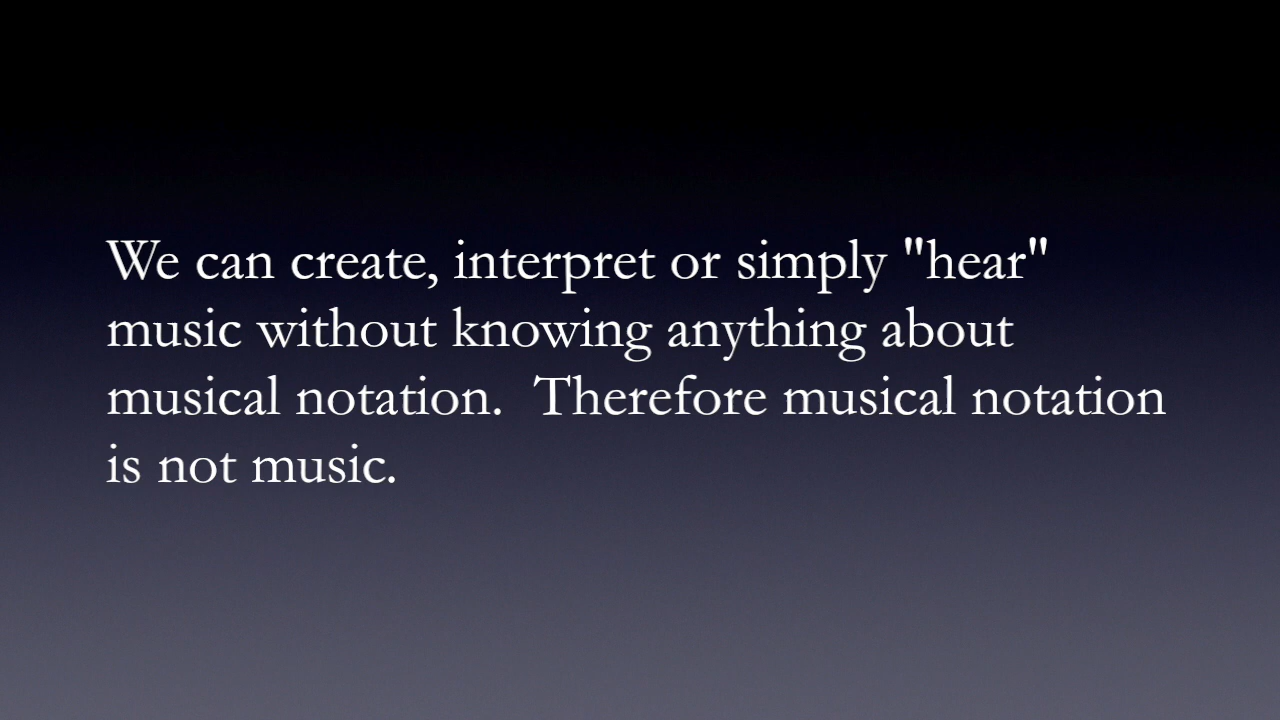 We can create, interpret or simply "hear"
music without knowing anything about
musical notation.  Therefore musical notation
is not music.